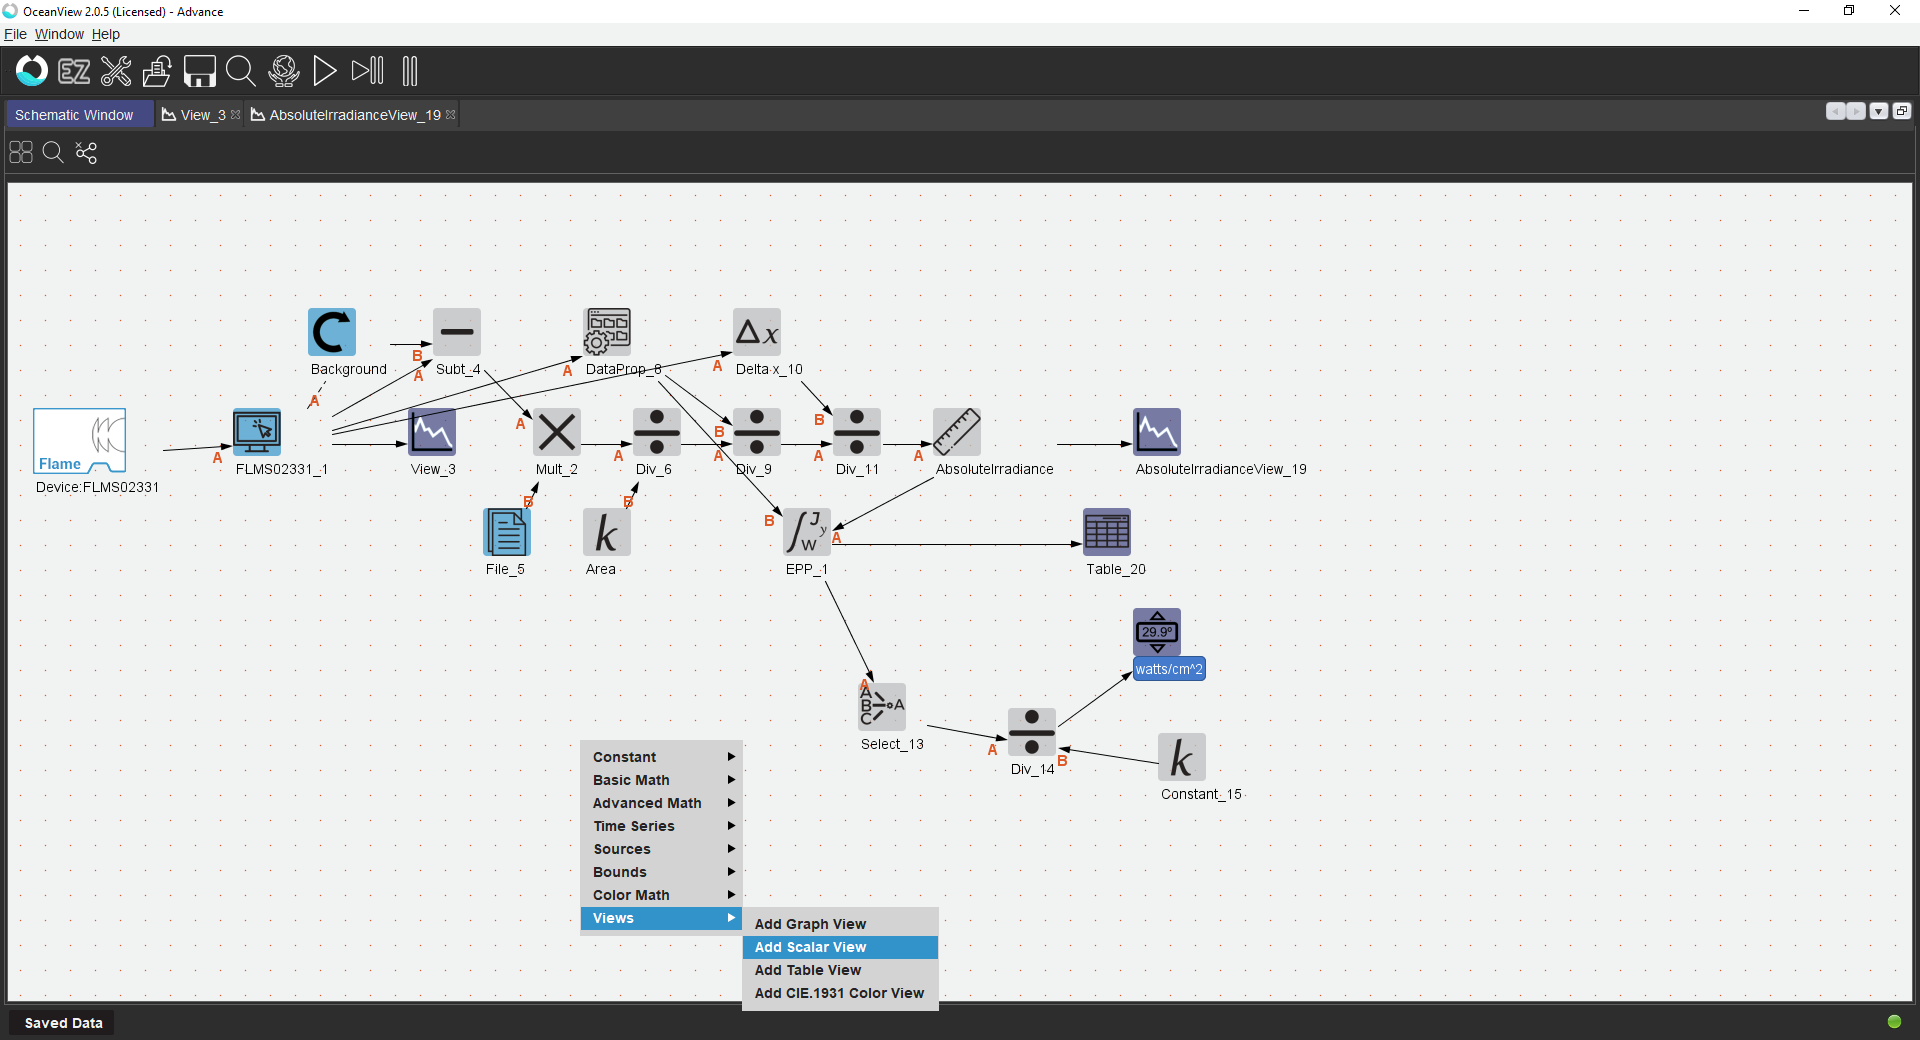 OceanView 2.0.5 (Licensed) - Advance
File Window Help
EZ
Schematic Window View_3 AbsoluteIrradianceView_19
Δx
Background B A Subt_4 A DataProp_8 A Delta x_10
A
B
A
B
Flame
A
FLMS02331_1 View_3 Mult_2 A Div_6 A Div_9 A Div_11 A AbsoluteIrradiance AbsoluteIrradianceView_19
Device:FLMS02331
B B
B
∫ J y W
A
k
File_5 Area EPP_1 Table_20
29.9º
watts/cm^2
A
A
B A
C
Select_13
A
Div_14
B
k
Constant_15
Constant
Basic Math
Advanced Math
Time Series
Sources
Bounds
Color Math
Views
Add Graph View
Add Scalar View
Add Table View
Add CIE.1931 Color View
Saved Data